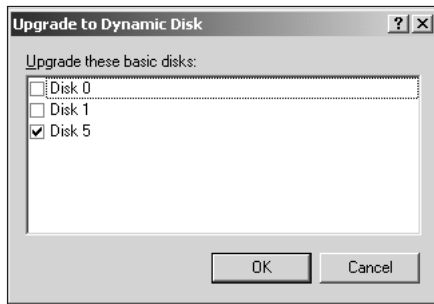 Upgrade to Dynamic Disk
Upgrade these basic disks:
Disk 0
Disk 1
Disk 5
OK Cancel